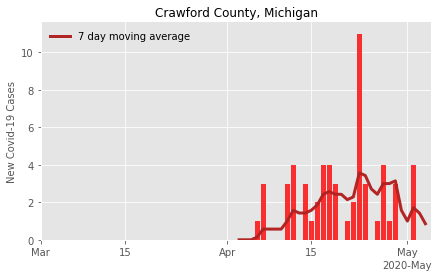 Crawford County, Michigan
7 day moving average
New Covid-19 Cases
10
8
6
4
2
0
Mar
15
Apr
15
May
2020-May